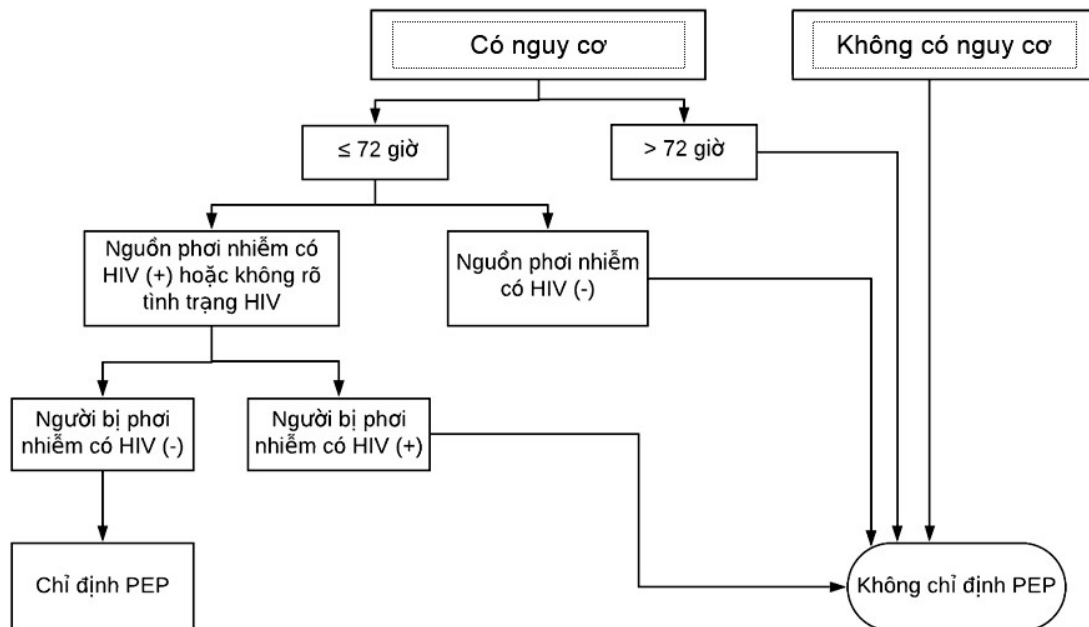 Có nguy cơ
Không có nguy cơ
≤ 72 giờ
> 72 giờ
Nguồn phơi nhiễm có
HIV (+) hoặc không rõ
tình trạng HIV
Nguồn phơi nhiễm
có HIV (-)
Người bị phơi
nhiễm có HIV (-)
Người bị phơi
nhiễm có HIV (+)
Chỉ định PEP
Không chỉ định PEP